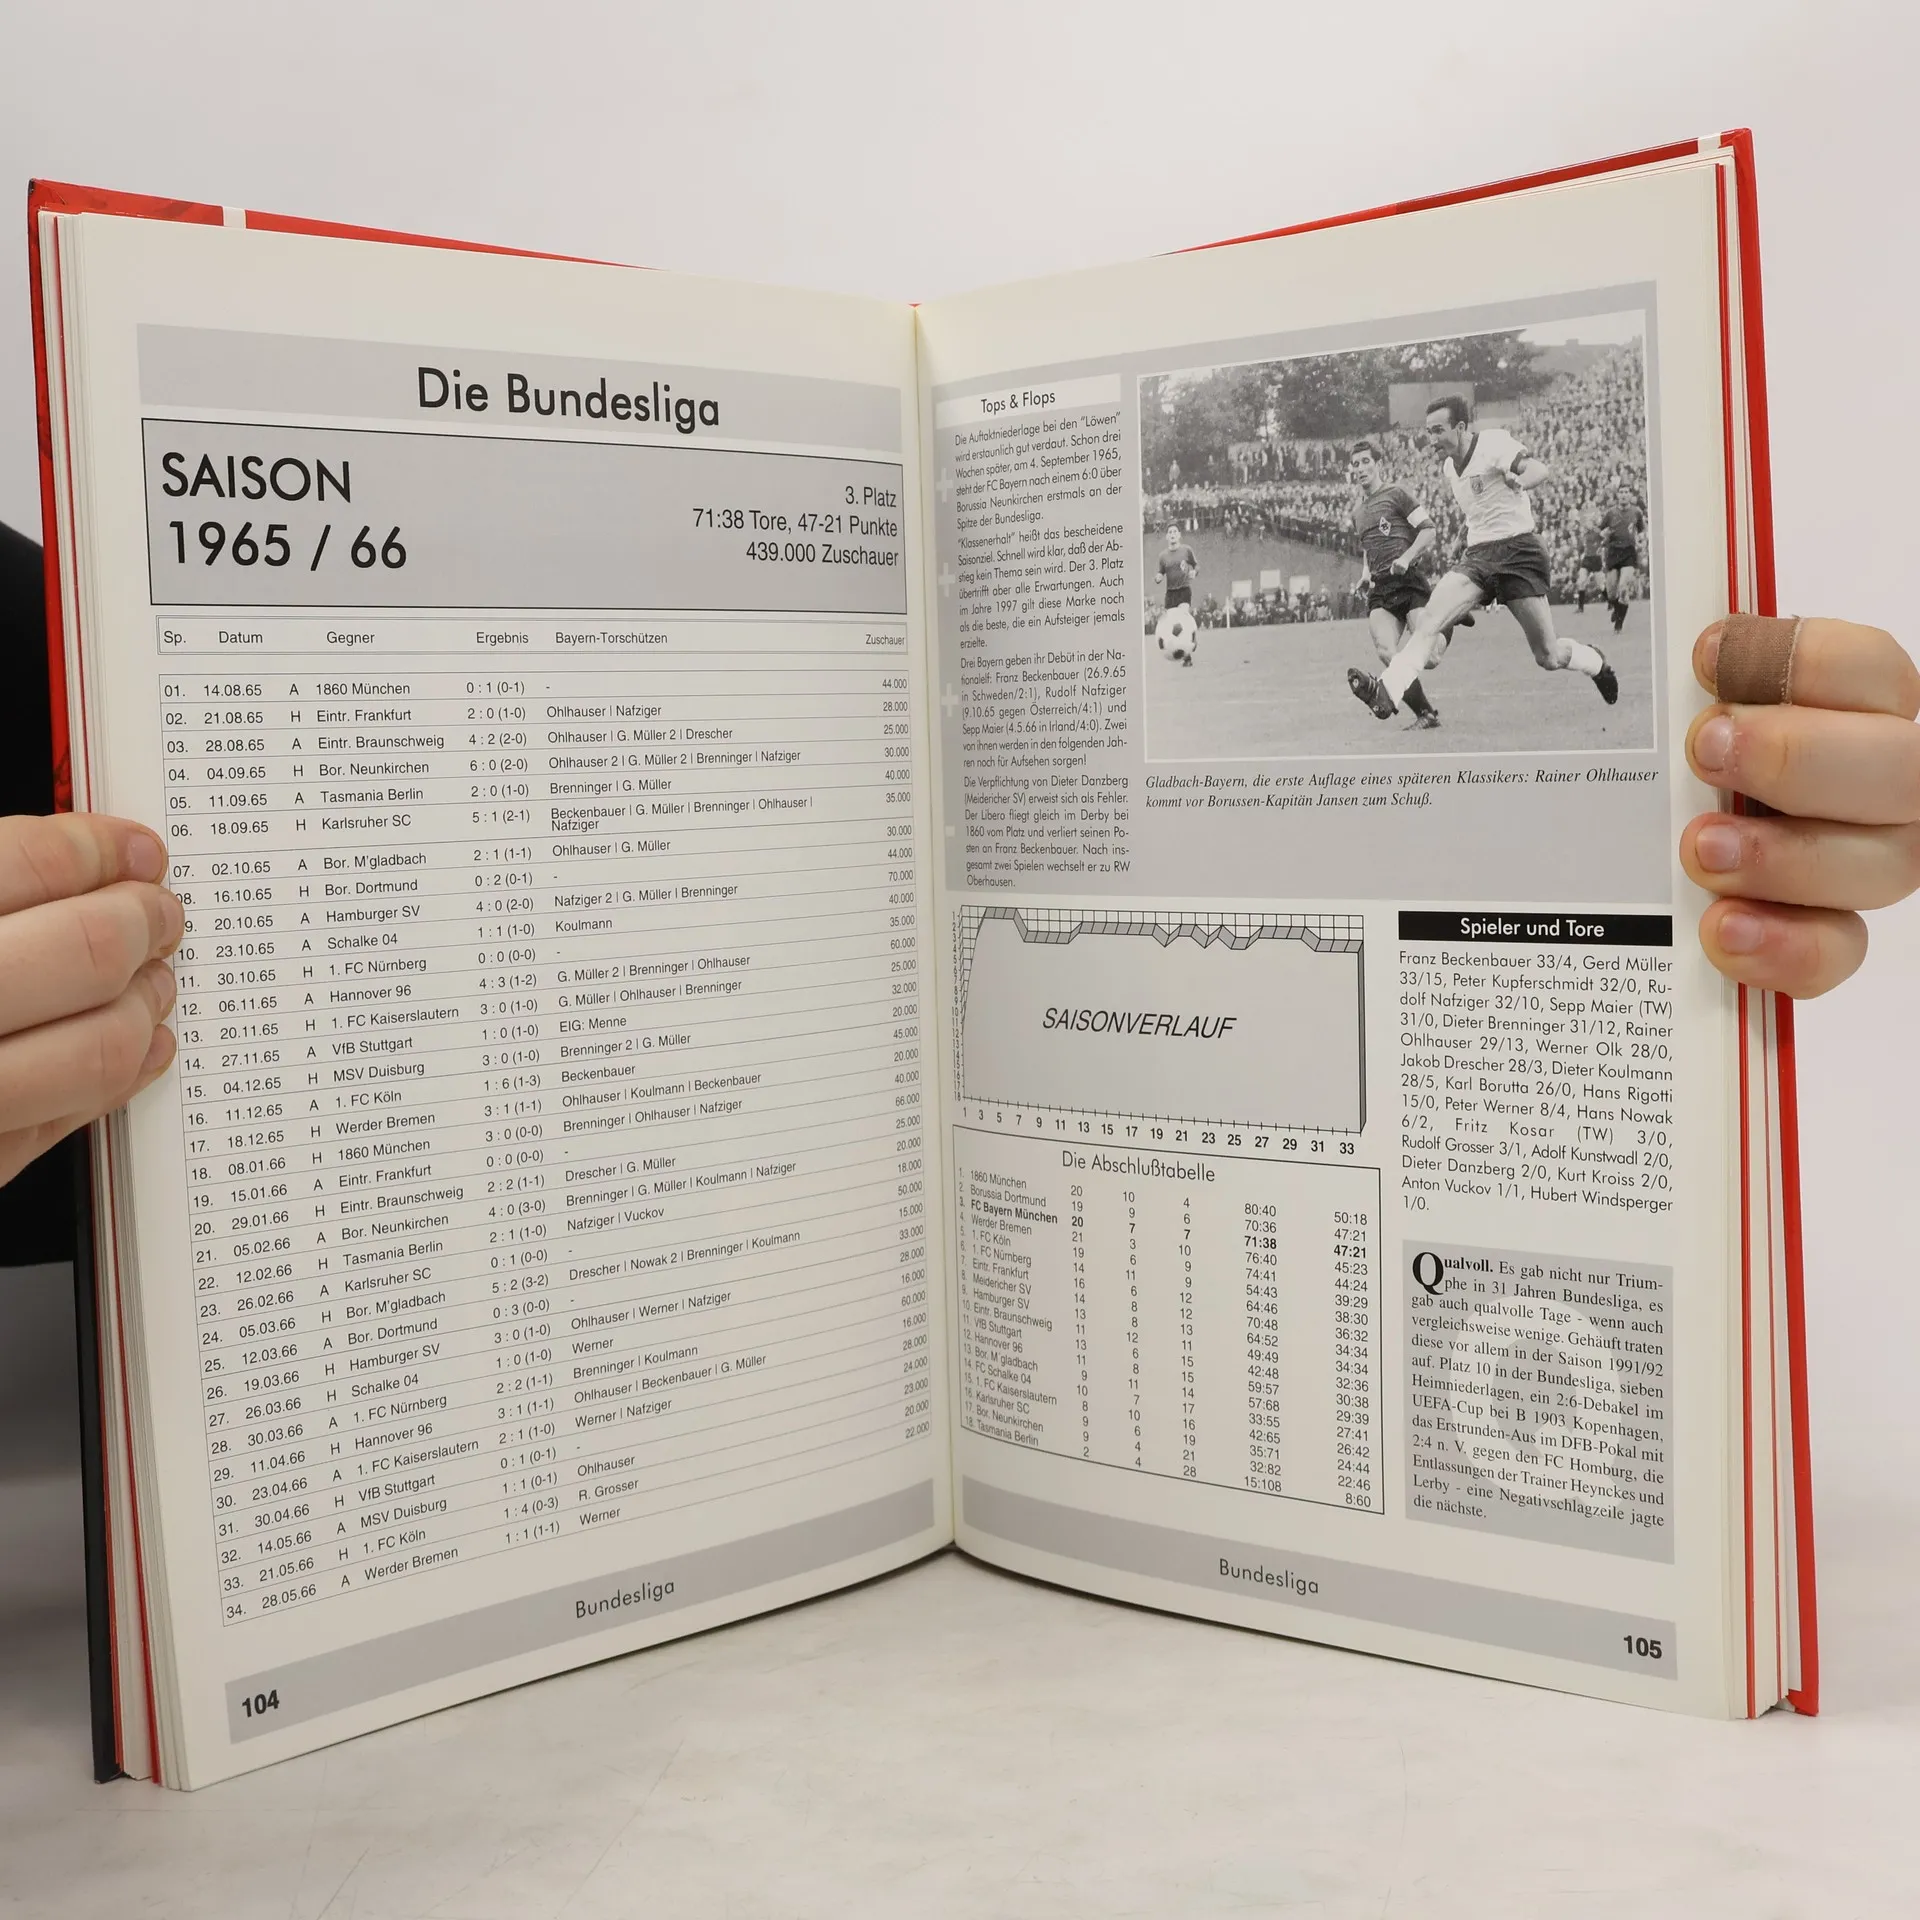 Die Bundesliga
SAISON
1965 / 66
3. Platz
71:38 Tore, 47-21 Punkte
439.000 Zuschauer
Sp. Datum Gegner Ergebnis Bayern-Torschützen Zuschauer
01. 14.08.65 A 1860 München 0 : 1 (0-1) - 44.000
02. 21.08.65 H Eintr. Frankfurt 2 : 0 (1-0) Ohlhauser | Nafziger 28.000
03. 28.08.65 A Eintr. Braunschweig 4 : 2 (2-0) Ohlhauser | G. Müller 2 | Drescher 25.000
04. 04.09.65 H Bor. Neunkirchen 6 : 0 (2-0) Ohlhauser 2 | G. Müller 2 | Brenninger | Nafziger 30.000
05. 11.09.65 A Tasmania Berlin 2 : 0 (1-0) Brenninger | G. Müller 40.000
06. 18.09.65 H Karlsruher SC 5 : 1 (2-1) Beckenbauer | G. Müller | Brenninger | Ohlhauser | 35.000
Nafziger
07. 02.10.65 A Bor. M'gladbach 2 : 1 (1-1) Ohlhauser | G. Müller 30.000
08. 16.10.65 H Bor. Dortmund 0 : 2 (0-1) - 44.000
9. 20.10.65 A Hamburger SV 4 : 0 (2-0) Nafziger 2 | G. Müller | Brenninger 70.000
10. 23.10.65 A Schalke 04 1 : 1 (1-0) Koulmann 40.000
11. 30.10.65 H 1. FC Nürnberg 0 : 0 (0-0) - 35.000
12. 06.11.65 A Hannover 96 4 : 3 (1-2) G. Müller 2 | Brenninger | Ohlhauser 60.000
13. 20.11.65 H 1. FC Kaiserslautern 3 : 0 (1-0) G. Müller | Ohlhauser | Brenninger 25.000
14. 27.11.65 A VfB Stuttgart 1 : 0 (1-0) EIG: Menne 32.000
15. 04.12.65 H MSV Duisburg 3 : 0 (1-0) Brenninger 2 | G. Müller 20.000
16. 11.12.65 A 1. FC Köln 1 : 6 (1-3) Beckenbauer 45.000
17. 18.12.65 H Werder Bremen 3 : 1 (1-1) Ohlhauser | Koulmann | Beckenbauer 20.000
18. 08.01.66 H 1860 München 3 : 0 (0-0) Brenninger | Ohlhauser | Nafziger 40.000
19. 15.01.66 A Eintr. Frankfurt 0 : 0 (0-0) - 66.000
20. 29.01.66 H Eintr. Braunschweig 2 : 2 (1-1) Drescher | G. Müller 25.000
21. 05.02.66 A Bor. Neunkirchen 4 : 0 (3-0) Brenninger | G. Müller | Koulmann | Nafziger 20.000
22. 12.02.66 H Tasmania Berlin 2 : 1 (1-0) Nafziger | Vuckov 18.000
23. 26.02.66 A Karlsruher SC 0 : 1 (0-0) - 50.000
24. 05.03.66 H Bor. M'gladbach 5 : 2 (3-2) Drescher | Nowak 2 | Brenninger | Koulmann 15.000
25. 12.03.66 A Bor. Dortmund 0 : 3 (0-0) - 33.000
26. 19.03.66 H Hamburger SV 3 : 0 (1-0) Ohlhauser | Werner | Nafziger 28.000
27. 26.03.66 H Schalke 04 1 : 0 (1-0) Werner 16.000
28. 30.03.66 A 1. FC Nürnberg 2 : 2 (1-1) Brenninger | Koulmann 60.000
29. 11.04.66 H Hannover 96 3 : 1 (1-1) Ohlhauser | Beckenbauer | G. Müller 16.000
30. 23.04.66 A 1. FC Kaiserslautern 2 : 1 (1-0) Werner | Nafziger 28.000
31. 30.04.66 H VfB Stuttgart 0 : 1 (0-1) - 24.000
32. 14.05.66 A MSV Duisburg 1 : 1 (0-1) Ohlhauser 23.000
33. 21.05.66 H 1. FC Köln 1 : 4 (0-3) R. Grosser 20.000
34. 28.05.66 A Werder Bremen 1 : 1 (1-1) Werner 22.000
Bundesliga
104
Tops & Flops
Die Auftaktniederlage bei den "Löwen"
wird erstaunlich gut verdaut. Schon drei
Wochen später, am 4. September 1965,
steht der FC Bayern nach einem 6:0 über
Borussia Neunkirchen erstmals an der
Spitze der Bundesliga.
"Klassenerhalt" heißt das bescheidene
Saisonziel. Schnell wird klar, daß der Ab-
stieg kein Thema sein wird. Der 3. Platz
übertrifft aber alle Erwartungen. Auch
im Jahre 1997 gilt diese Marke noch
als die beste, die ein Aufsteiger jemals
erzielte.
Drei Bayern geben ihr Debüt in der Na-
tionalelf: Franz Beckenbauer (26.9.65
in Schweden/2:1), Rudolf Nafziger
(9.10.65 gegen Österreich/4:1) und
Sepp Maier (4.5.66 in Irland/4:0). Zwei
von ihnen werden in den folgenden Jah-
ren noch für Aufsehen sorgen!
Die Verpflichtung von Dieter Danzberg
(Meidericher SV) erweist sich als Fehler.
Der Libero fliegt gleich im Derby bei
1860 vom Platz und verliert seinen Po-
sten an Franz Beckenbauer. Nach ins-
gesamt zwei Spielen wechselt er zu RW
Oberhausen.
Gladbach-Bayern, die erste Auflage eines späteren Klassikers: Rainer Ohlhauser
kommt vor Borussen-Kapitän Jansen zum Schuß.
SAISONVERLAUF
1 3 5 7 9 11 13 15 17 19 21 23 25 27 29 31 33
Die Abschlußtabelle
1. 1860 München 20 10 4 80:40 50:18
2. Borussia Dortmund 19 9 6 70:36 47:21
3. FC Bayern München 20 7 7 71:38 47:21
4. Werder Bremen 21 3 10 76:40 45:23
5. 1. FC Köln 19 6 9 74:41 44:24
6. 1. FC Nürnberg 14 11 9 54:43 39:29
7. Eintr. Frankfurt 16 6 12 64:46 38:30
8. Meidericher SV 14 8 12 70:48 36:32
9. Hamburger SV 13 8 13 64:52 34:34
10. Eintr. Braunschweig 11 12 11 49:49 34:34
11. VfB Stuttgart 13 6 15 42:48 32:36
12. Hannover 96 11 8 15 59:57 30:38
13. Bor. M'gladbach 9 11 14 57:68 29:39
14. FC Schalke 04 10 7 17 33:55 27:41
15. 1. FC Kaiserslautern 8 10 16 42:65 26:42
16. Karlsruher SC 9 6 19 35:71 24:44
17. Bor. Neunkirchen 9 4 21 32:82 22:46
18. Tasmania Berlin 2 4 28 15:108 8:60
Spieler und Tore
Franz Beckenbauer 33/4, Gerd Müller
33/15, Peter Kupferschmidt 32/0, Ru-
dolf Nafziger 32/10, Sepp Maier (TW)
31/0, Dieter Brenninger 31/12, Rainer
Ohlhauser 29/13, Werner Olk 28/0,
Jakob Drescher 28/3, Dieter Koulmann
28/5, Karl Borutta 26/0, Hans Rigotti
15/0, Peter Werner 8/4, Hans Nowak
6/2, Fritz Kosar (TW) 3/0,
Rudolf Grosser 3/1, Adolf Kunstwadl 2/0,
Dieter Danzberg 2/0, Kurt Kroiss 2/0,
Anton Vuckov 1/1, Hubert Windsperger
1/0.
Qualvoll. Es gab nicht nur Trium-
phe in 31 Jahren Bundesliga, es
gab auch qualvolle Tage - wenn auch
vergleichsweise wenige. Gehäuft traten
diese vor allem in der Saison 1991/92
auf. Platz 10 in der Bundesliga, sieben
Heimniederlagen, ein 2:6-Debakel im
UEFA-Cup bei B 1903 Kopenhagen,
das Erstrunden-Aus im DFB-Pokal mit
2:4 n. V. gegen den FC Homburg, die
Entlassungen der Trainer Heynckes und
Lerby - eine Negativschlagzeile jagte
die nächste.
Bundesliga
105